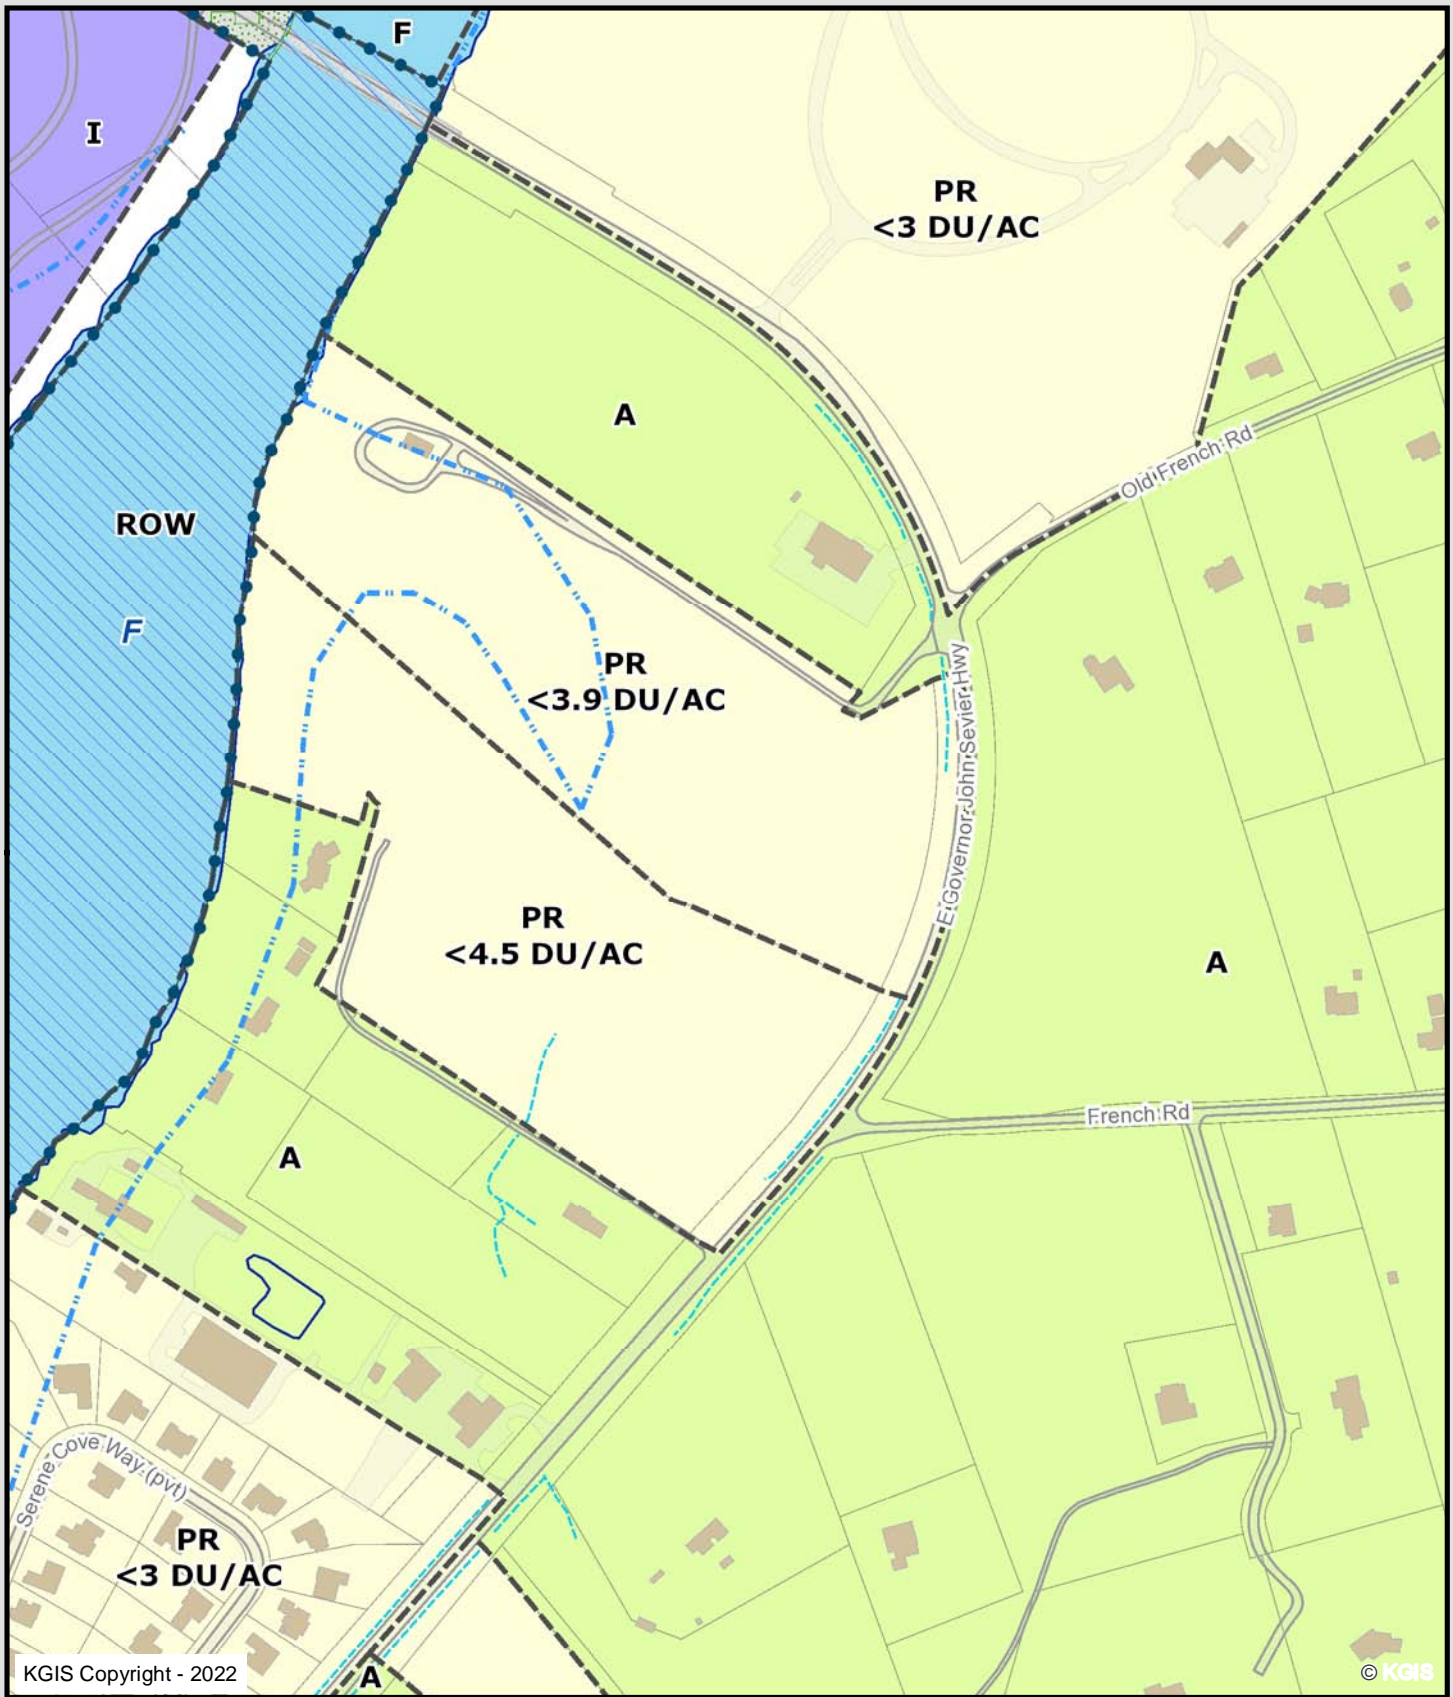 F
I
PR
<3 DU/AC
A
Old French Rd
ROW
F
PR
<3.9 DU/AC
E Governor John Sevier Hwy
PR
<4.5 DU/AC
A
French Rd
A
Serene Cove Way (pvt)
PR
<3 DU/AC
A
KGIS Copyright - 2022
© KGIS